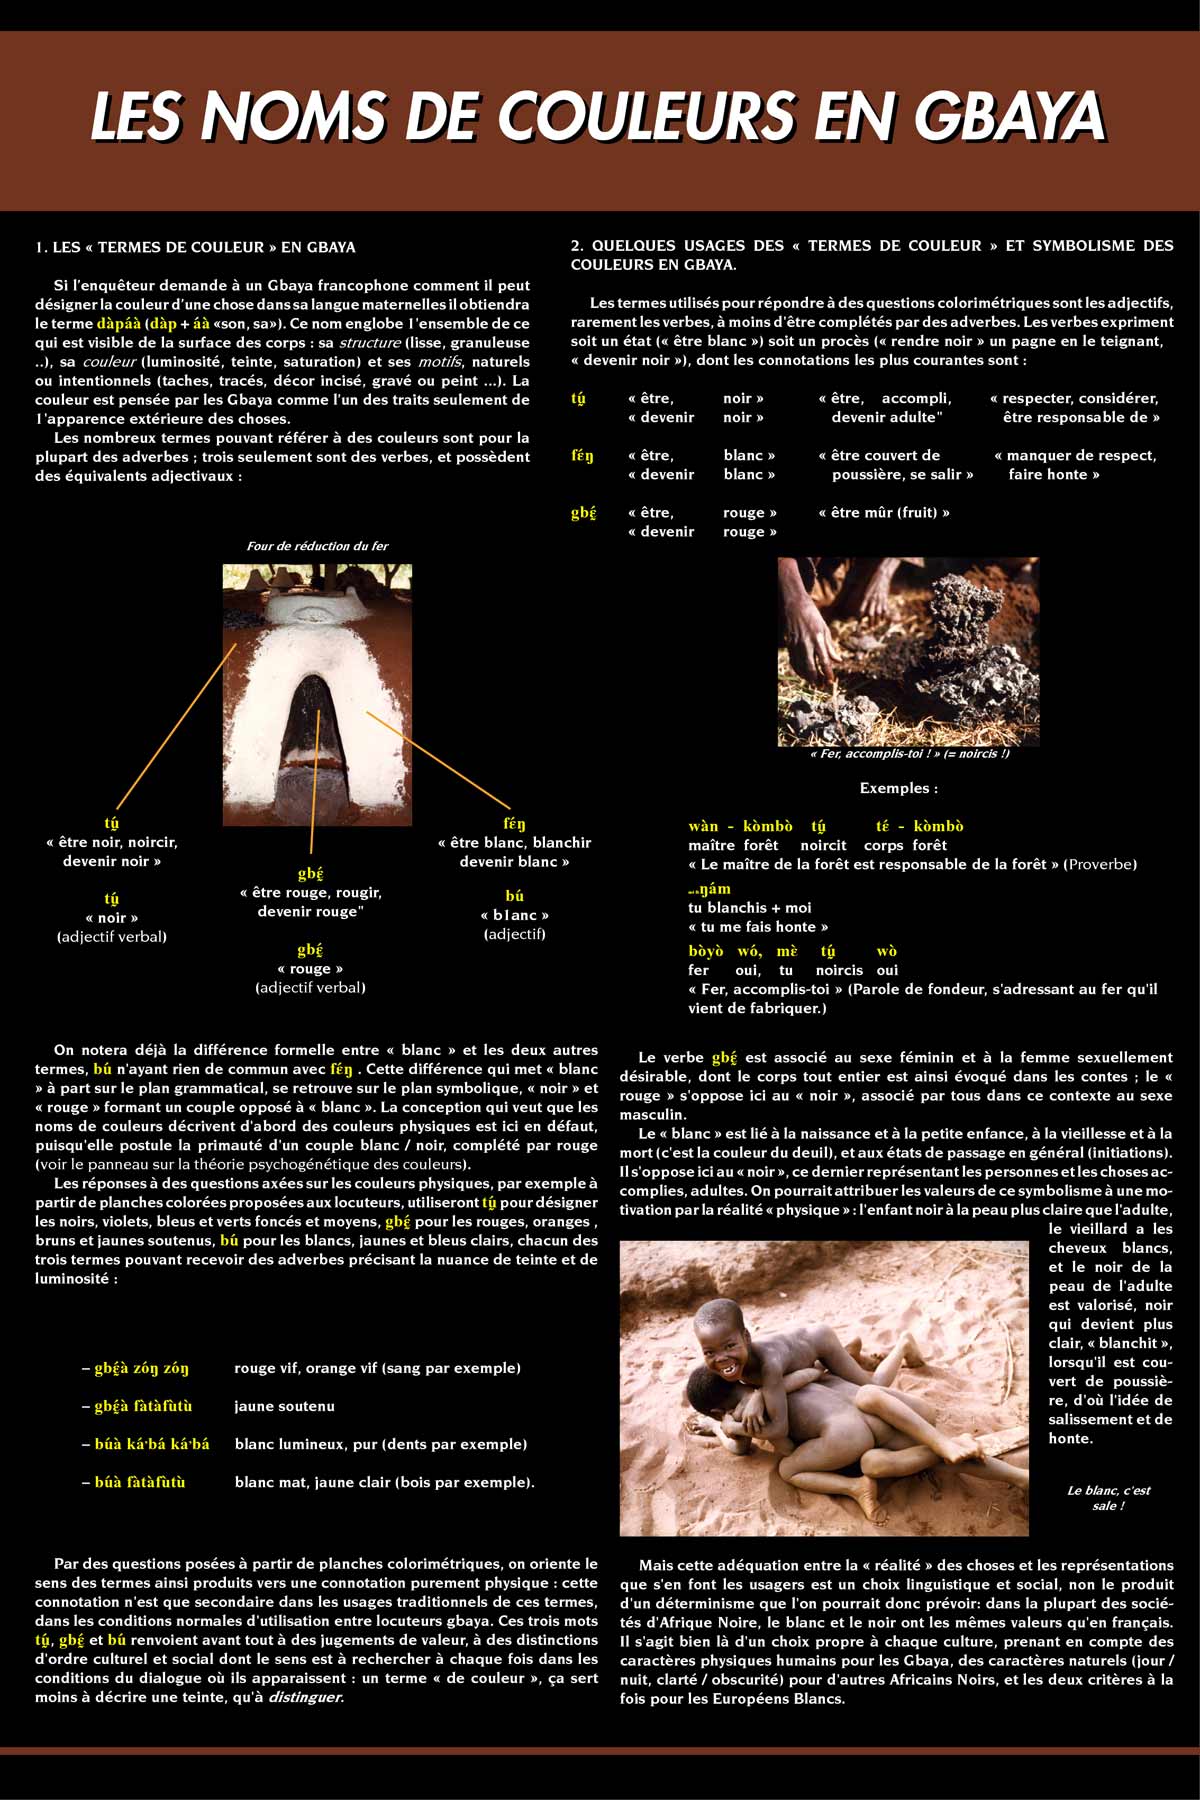 LES NOMS DE COULEURS EN GBAYA
1. LES « TERMES DE COULEUR » EN GBAYA
Si l'enquêteur demande à un Gbaya francophone comment il peut
désigner la couleur d'une chose dans sa langue maternelles il obtiendra
le terme dàpáà (dàp + áà «son, sa»). Ce nom englobe l'ensemble de ce
qui est visible de la surface des corps : sa structure (lisse, granuleuse
..), sa couleur (luminosité, teinte, saturation) et ses motifs, naturels
ou intentionnels (taches, tracés, décor incisé, gravé ou peint ...). La
couleur est pensée par les Gbaya comme l'un des traits seulement de
l'apparence extérieure des choses.
Les nombreux termes pouvant référer à des couleurs sont pour la
plupart des adverbes ; trois seulement sont des verbes, et possèdent
des équivalents adjectivaux :
Four de réduction du fer
tṹ
« être noir, noircir,
devenir noir »
tṹ
« noir »
(adjectif verbal)
gbɛ̃́
« être rouge, rougir,
devenir rouge"
gbɛ̃́
« rouge »
(adjectif verbal)
fɛ́ŋ
« être blanc, blanchir
devenir blanc »
bú
« blanc »
(adjectif)
On notera déjà la différence formelle entre « blanc » et les deux autres
termes, bú n'ayant rien de commun avec fɛ́ŋ . Cette différence qui met « blanc
» à part sur le plan grammatical, se retrouve sur le plan symbolique, « noir » et
« rouge » formant un couple opposé à « blanc ». La conception qui veut que les
noms de couleurs décrivent d'abord des couleurs physiques est ici en défaut,
puisqu'elle postule la primauté d'un couple blanc / noir, complété par rouge
(voir le panneau sur la théorie psychogénétique des couleurs).
Les réponses à des questions axées sur les couleurs physiques, par exemple à
partir de planches colorées proposées aux locuteurs, utiliseront tṹ pour désigner
les noirs, violets, bleus et verts foncés et moyens, gbɛ̃́ pour les rouges, oranges ,
bruns et jaunes soutenus, bú pour les blancs, jaunes et bleus clairs, chacun des
trois termes pouvant recevoir des adverbes précisant la nuance de teinte et de
luminosité :
– gbɛ̃́à zóŋ zóŋ rouge vif, orange vif (sang par exemple)
– gbɛ̃́à fàtàfùtù jaune soutenu
– búà ká'bá ká'bá blanc lumineux, pur (dents par exemple)
– búà fàtàfùtù blanc mat, jaune clair (bois par exemple).
Par des questions posées à partir de planches colorimétriques, on oriente le
sens des termes ainsi produits vers une connotation purement physique : cette
connotation n'est que secondaire dans les usages traditionnels de ces termes,
dans les conditions normales d'utilisation entre locuteurs gbaya. Ces trois mots
tṹ, gbɛ̃́ et bú renvoient avant tout à des jugements de valeur, à des distinctions
d'ordre culturel et social dont le sens est à rechercher à chaque fois dans les
conditions du dialogue où ils apparaissent : un terme « de couleur », ça sert
moins à décrire une teinte, qu'à distinguer.
2. QUELQUES USAGES DES « TERMES DE COULEUR » ET SYMBOLISME DES
COULEURS EN GBAYA.
Les termes utilisés pour répondre à des questions colorimétriques sont les adjectifs,
rarement les verbes, à moins d'être complétés par des adverbes. Les verbes expriment
soit un état (« être blanc ») soit un procès (« rendre noir » un pagne en le teignant,
« devenir noir »), dont les connotations les plus courantes sont :
tṹ « être, noir » « être, accompli, « respecter, considérer,
« devenir noir » devenir adulte" être responsable de »
fɛ́ŋ « être, blanc » « être couvert de « manquer de respect,
« devenir blanc » poussière, se salir » faire honte »
gbɛ̃́ « être, rouge » « être mûr (fruit) »
« devenir rouge »
« Fer, accomplis-toi ! » (= noircis !)
Exemples :
wàn - kòmbò tṹ tɛ́ - kòmbò
maître forêt noircit corps forêt
« Le maître de la forêt est responsable de la forêt » (Proverbe)
ŋám
tu blanchis + moi
« tu me fais honte »
bòyò wó, mɛ̀ tṹ wò
fer oui, tu noircis oui
« Fer, accomplis-toi » (Parole de fondeur, s'adressant au fer qu'il
vient de fabriquer.)
Le verbe gbɛ̃́ est associé au sexe féminin et à la femme sexuellement
désirable, dont le corps tout entier est ainsi évoqué dans les contes ; le «
rouge » s'oppose ici au « noir », associé par tous dans ce contexte au sexe
masculin.
Le « blanc » est lié à la naissance et à la petite enfance, à la vieillesse et à la
mort (c'est la couleur du deuil), et aux états de passage en général (initiations).
Il s'oppose ici au « noir », ce dernier représentant les personnes et les choses ac-
complies, adultes. On pourrait attribuer les valeurs de ce symbolisme à une mo-
tivation par la réalité « physique » : l'enfant noir à la peau plus claire que l'adulte,
le vieillard a les
cheveux blancs,
et le noir de la
peau de l'adulte
est valorisé, noir
qui devient plus
clair, « blanchit »,
lorsqu'il est cou-
vert de poussiè-
re, d'où l'idée de
salissement et de
honte.
Le blanc, c'est
sale !
Mais cette adéquation entre la « réalité » des choses et les représentations
que s'en font les usagers est un choix linguistique et social, non le produit
d'un déterminisme que l'on pourrait donc prévoir: dans la plupart des socié-
tés d'Afrique Noire, le blanc et le noir ont les mêmes valeurs qu'en français.
Il s'agit bien là d'un choix propre à chaque culture, prenant en compte des
caractères physiques humains pour les Gbaya, des caractères naturels (jour /
nuit, clarté / obscurité) pour d'autres Africains Noirs, et les deux critères à la
fois pour les Européens Blancs.